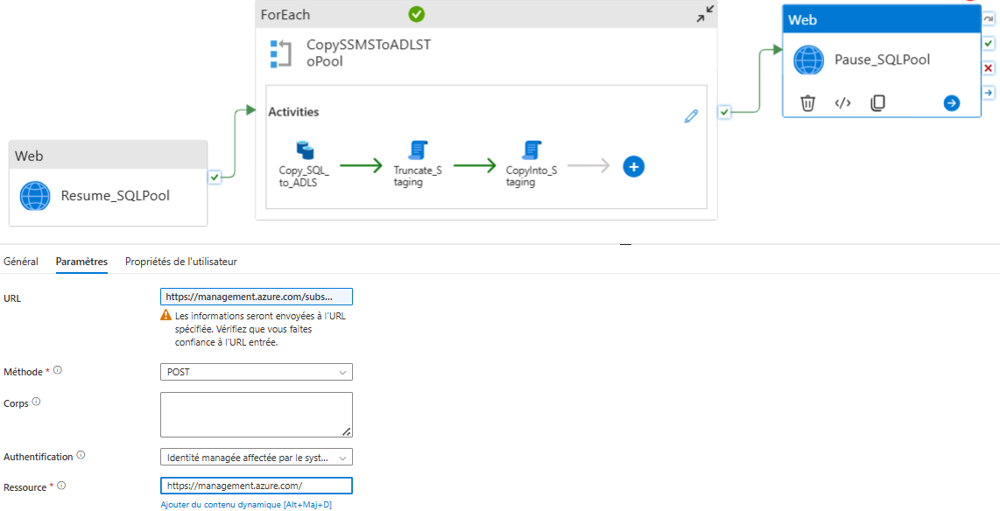 ForEach
CopySSMSToADLST
oPool
Activities
Copy_SQL_
to_ADLS
Truncate_S
taging
CopyInto_S
taging
Web
Pause_SQLPool
Web
Resume_SQLPool
Général
Paramètres
Propriétés de l'utilisateur
URL
https://management.azure.com/subs...
Les informations seront envoyées à l'URL
spécifiée. Vérifiez que vous faites
confiance à l'URL entrée.
Méthode *
POST
Corps
Authentification
Identité managée affectée par le syst...
Ressource *
https://management.azure.com/
Ajouter du contenu dynamique [Alt+Maj+D]